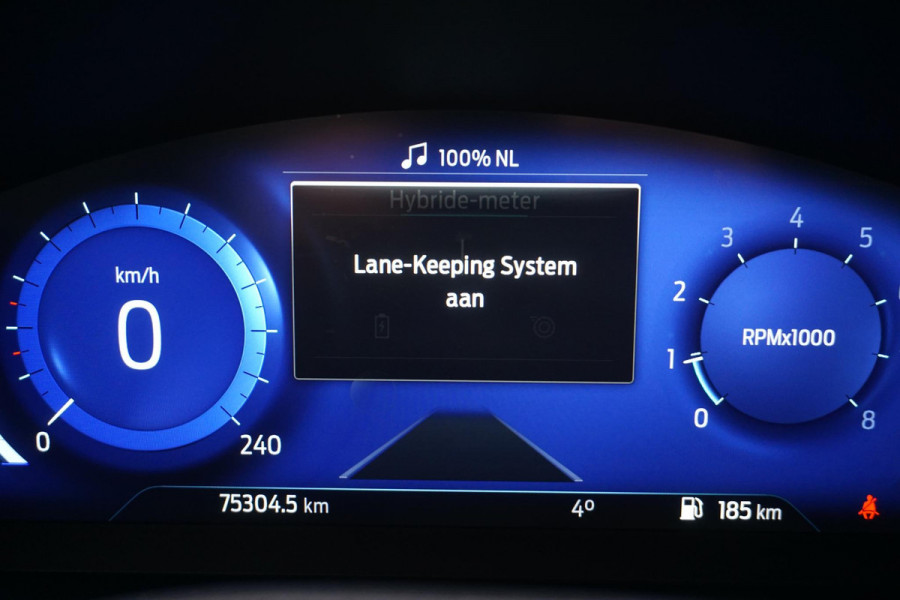 100% NL
Hybride-meter
Lane-Keeping System
aan
km/h
0
0
240
0
1
2
3
4
5
8
RPMx1000
75304.5 km
4º
185 km